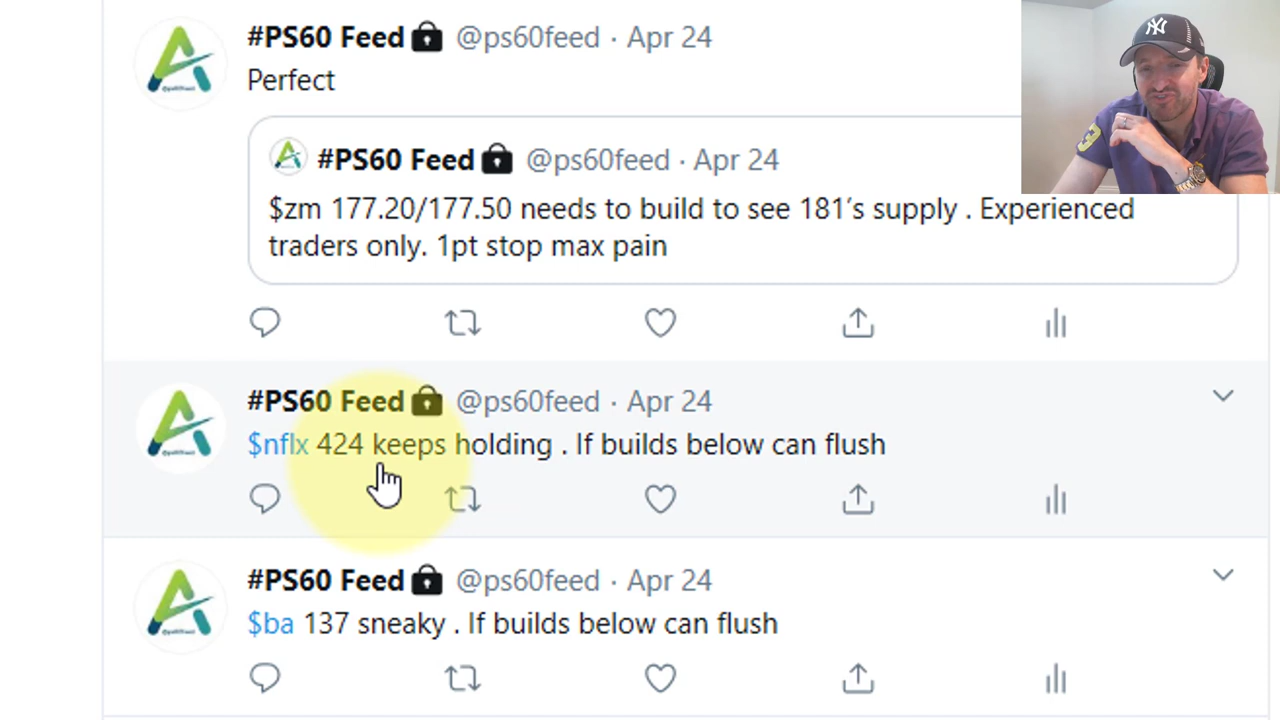 #PS60 Feed @ps60feed · Apr 24
Perfect
#PS60 Feed @ps60feed · Apr 24
$zm 177.20/177.50 needs to build to see 181's supply . Experienced
traders only. 1pt stop max pain
#PS60 Feed @ps60feed · Apr 24
$nflx 424 keeps holding . If builds below can flush
#PS60 Feed @ps60feed · Apr 24
$ba 137 sneaky . If builds below can flush